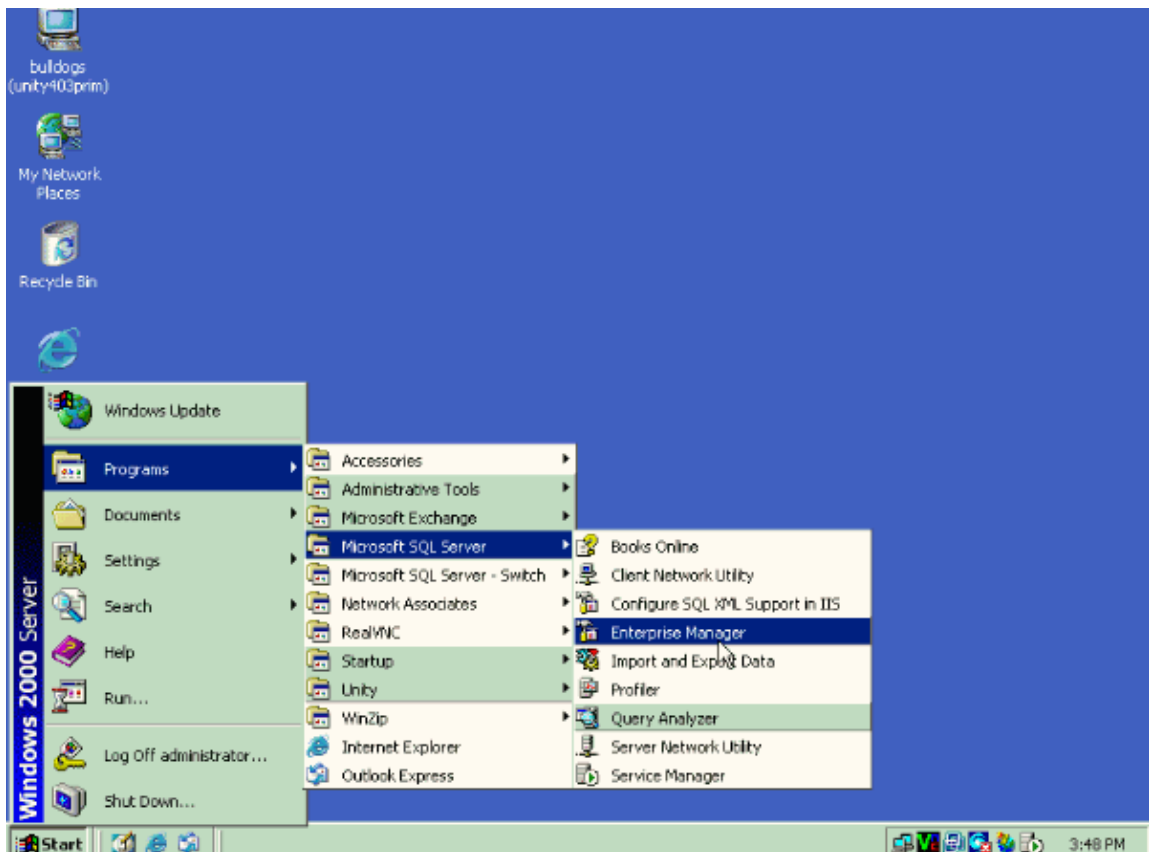 bulldogs
(unity403prim)
My Network
Places
Recycle Bin
Windows Update
Programs
Documents
Settings
Search
Help
Run...
Log Off administrator...
Shut Down...
Windows 2000 Server
Accessories
Administrative Tools
Microsoft Exchange
Microsoft SQL Server
Microsoft SQL Server - Switch
Network Associates
RealVNC
Startup
Unity
WinZip
Internet Explorer
Outlook Express
Books Online
Client Network Utility
Configure SQL XML Support in IIS
Enterprise Manager
Import and Export Data
Profiler
Query Analyzer
Server Network Utility
Service Manager
Start
3:48 PM